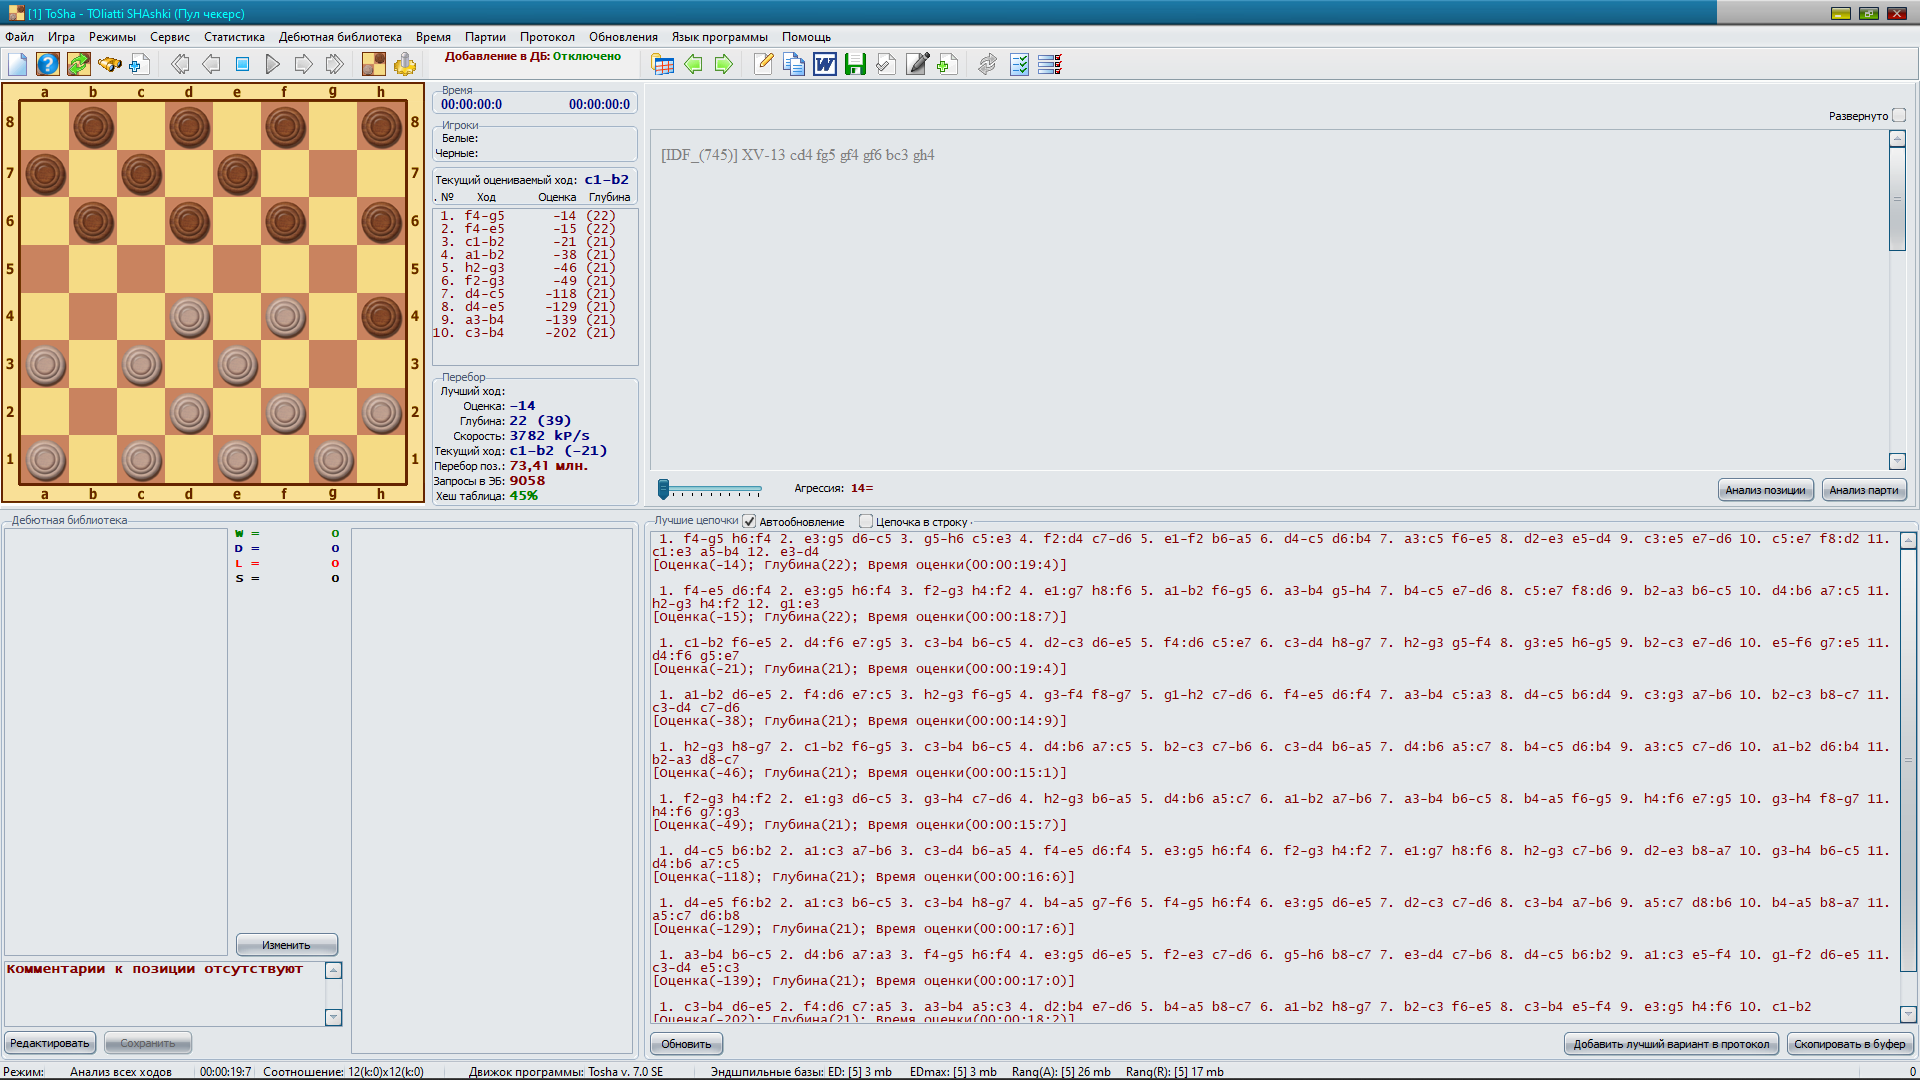 [1] ToSha - TOliatti SHAshki (Пул чекерс)
Файл Игра Режимы Сервис Статистика Дебютная библиотека Время Партии Протокол Обновления Язык программы Помощь
Добавление в ДБ: Отключено
a b c d e f g h
8 8
7 7
6 6
5 5
4 4
3 3
2 2
1 1
a b c d e f g h
Время
00:00:00:0 00:00:00:0
Игроки
Белые:
Черные:
Текущий оцениваемый ход: c1-b2
. № Ход Оценка Глубина
1. f4-g5 -14 (22)
2. f4-e5 -15 (22)
3. c1-b2 -21 (21)
4. a1-b2 -38 (21)
5. h2-g3 -46 (21)
6. f2-g3 -49 (21)
7. d4-c5 -118 (21)
8. d4-e5 -129 (21)
9. a3-b4 -139 (21)
10. c3-b4 -202 (21)
Перебор
Лучший ход:
Оценка: -14
Глубина: 22 (39)
Скорость: 3782 kP/s
Текущий ход: c1-b2 (-21)
Перебор поз.: 73,41 млн.
Запросы в ЭБ: 9058
Хеш таблица: 45%
Развернуто
[IDF_(745)] XV-13 cd4 fg5 gf4 gf6 bc3 gh4
Агрессия: 14=
Анализ позиции Анализ парти
Дебютная библиотека
W = 0
D = 0
L = 0
S = 0
Изменить
Комментарии к позиции отсутствуют
Редактировать Сохранить
Лучшие цепочки Автообновление Цепочка в строку
1. f4-g5 h6:f4 2. e3:g5 d6-c5 3. g5-h6 c5:e3 4. f2:d4 c7-d6 5. e1-f2 b6-a5 6. d4-c5 d6:b4 7. a3:c5 f6-e5 8. d2-e3 e5-d4 9. c3:e5 e7-d6 10. c5:e7 f8:d2 11.
c1:e3 a5-b4 12. e3-d4
[Оценка(-14); Глубина(22); Время оценки(00:00:19:4)]
1. f4-e5 d6:f4 2. e3:g5 h6:f4 3. f2-g3 h4:f2 4. e1:g7 h8:f6 5. a1-b2 f6-g5 6. a3-b4 g5-h4 7. b4-c5 e7-d6 8. c5:e7 f8:d6 9. b2-a3 b6-c5 10. d4:b6 a7:c5 11.
h2-g3 h4:f2 12. g1:e3
[Оценка(-15); Глубина(22); Время оценки(00:00:18:7)]
1. c1-b2 f6-e5 2. d4:f6 e7:g5 3. c3-b4 b6-c5 4. d2-c3 d6-e5 5. f4:d6 c5:e7 6. c3-d4 h8-g7 7. h2-g3 g5-f4 8. g3:e5 h6-g5 9. b2-c3 e7-d6 10. e5-f6 g7:e5 11.
d4:f6 g5:e7
[Оценка(-21); Глубина(21); Время оценки(00:00:19:4)]
1. a1-b2 d6-e5 2. f4:d6 e7:c5 3. h2-g3 f6-g5 4. g3-f4 f8-g7 5. g1-h2 c7-d6 6. f4-e5 d6:f4 7. a3-b4 c5:a3 8. d4-c5 b6:d4 9. c3:g3 a7-b6 10. b2-c3 b8-c7 11.
c3-d4 c7-d6
[Оценка(-38); Глубина(21); Время оценки(00:00:14:9)]
1. h2-g3 h8-g7 2. c1-b2 f6-g5 3. c3-b4 b6-c5 4. d4:b6 a7:c5 5. b2-c3 c7-b6 6. c3-d4 b6-a5 7. d4:b6 a5:c7 8. b4-c5 d6:b4 9. a3:c5 c7-d6 10. a1-b2 d6:b4 11.
b2-a3 d8-c7
[Оценка(-46); Глубина(21); Время оценки(00:00:15:1)]
1. f2-g3 h4:f2 2. e1:g3 d6-c5 3. g3-h4 c7-d6 4. h2-g3 b6-a5 5. d4:b6 a5:c7 6. a1-b2 a7-b6 7. a3-b4 b6-c5 8. b4-a5 f6-g5 9. h4:f6 e7:g5 10. g3-h4 f8-g7 11.
h4:f6 g7:g3
[Оценка(-49); Глубина(21); Время оценки(00:00:15:7)]
1. d4-c5 b6:b2 2. a1:c3 a7-b6 3. c3-d4 b6-a5 4. f4-e5 d6:f4 5. e3:g5 h6:f4 6. f2-g3 h4:f2 7. e1:g7 h8:f6 8. h2-g3 c7-b6 9. d2-e3 b8-a7 10. g3-h4 b6-c5 11.
d4:b6 a7:c5
[Оценка(-118); Глубина(21); Время оценки(00:00:16:6)]
1. d4-e5 f6:b2 2. a1:c3 b6-c5 3. c3-b4 h8-g7 4. b4-a5 g7-f6 5. f4-g5 h6:f4 6. e3:g5 d6-e5 7. d2-c3 c7-d6 8. c3-b4 a7-b6 9. a5:c7 d8:b6 10. b4-a5 b8-a7 11.
a5:c7 d6:b8
[Оценка(-129); Глубина(21); Время оценки(00:00:17:6)]
1. a3-b4 b6-c5 2. d4:b6 a7:a3 3. f4-g5 h6:f4 4. e3:g5 d6-e5 5. f2-e3 c7-d6 6. g5-h6 b8-c7 7. e3-d4 c7-b6 8. d4-c5 b6:b2 9. a1:c3 e5-f4 10. g1-f2 d6-e5 11.
c3-d4 e5:c3
[Оценка(-139); Глубина(21); Время оценки(00:00:17:0)]
1. c3-b4 d6-e5 2. f4:d6 c7:a5 3. a3-b4 a5:c3 4. d2:b4 e7-d6 5. b4-a5 b8-c7 6. a1-b2 h8-g7 7. b2-c3 f6-e5 8. c3-b4 e5-f4 9. e3:g5 h4:f6 10. c1-b2
[Оценка(-202); Глубина(21); Время оценки(00:00:18:2)]
Обновить Добавить лучший вариант в протокол Скопировать в буфер
Режим: Анализ всех ходов 00:00:19:7 Соотношение: 12(k:0)x12(k:0) Движок программы: Tosha v. 7.0 SE Эндшпильные базы: ED: [5] 3 mb EDmax: [5] 3 mb Rang(A): [5] 26 mb Rang(R): [5] 17 mb 0